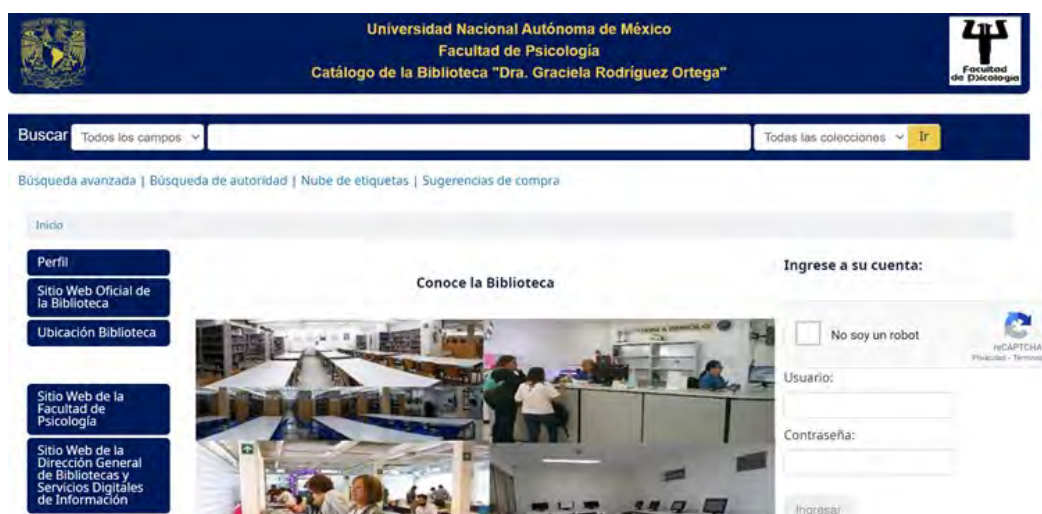 Universidad Nacional Autónoma de México
Facultad de Psicología
Catálogo de la Biblioteca "Dra. Graciela Rodríguez Ortega"
Facultad
de Psicología
Buscar Todos los campos Todas las colecciones Ir
Búsqueda avanzada | Búsqueda de autoridad | Nube de etiquetas | Sugerencias de compra
Inicio
Perfil
Sitio Web Oficial de
la Biblioteca
Ubicación Biblioteca
Sitio Web de la
Facultad de
Psicología
Sitio Web de la
Dirección General
de Bibliotecas y
Servicios Digitales
de Información
Conoce la Biblioteca
Ingrese a su cuenta:
No soy un robot
reCAPTCHA
Privacidad - Término
Usuario:
Contraseña:
Ingresar